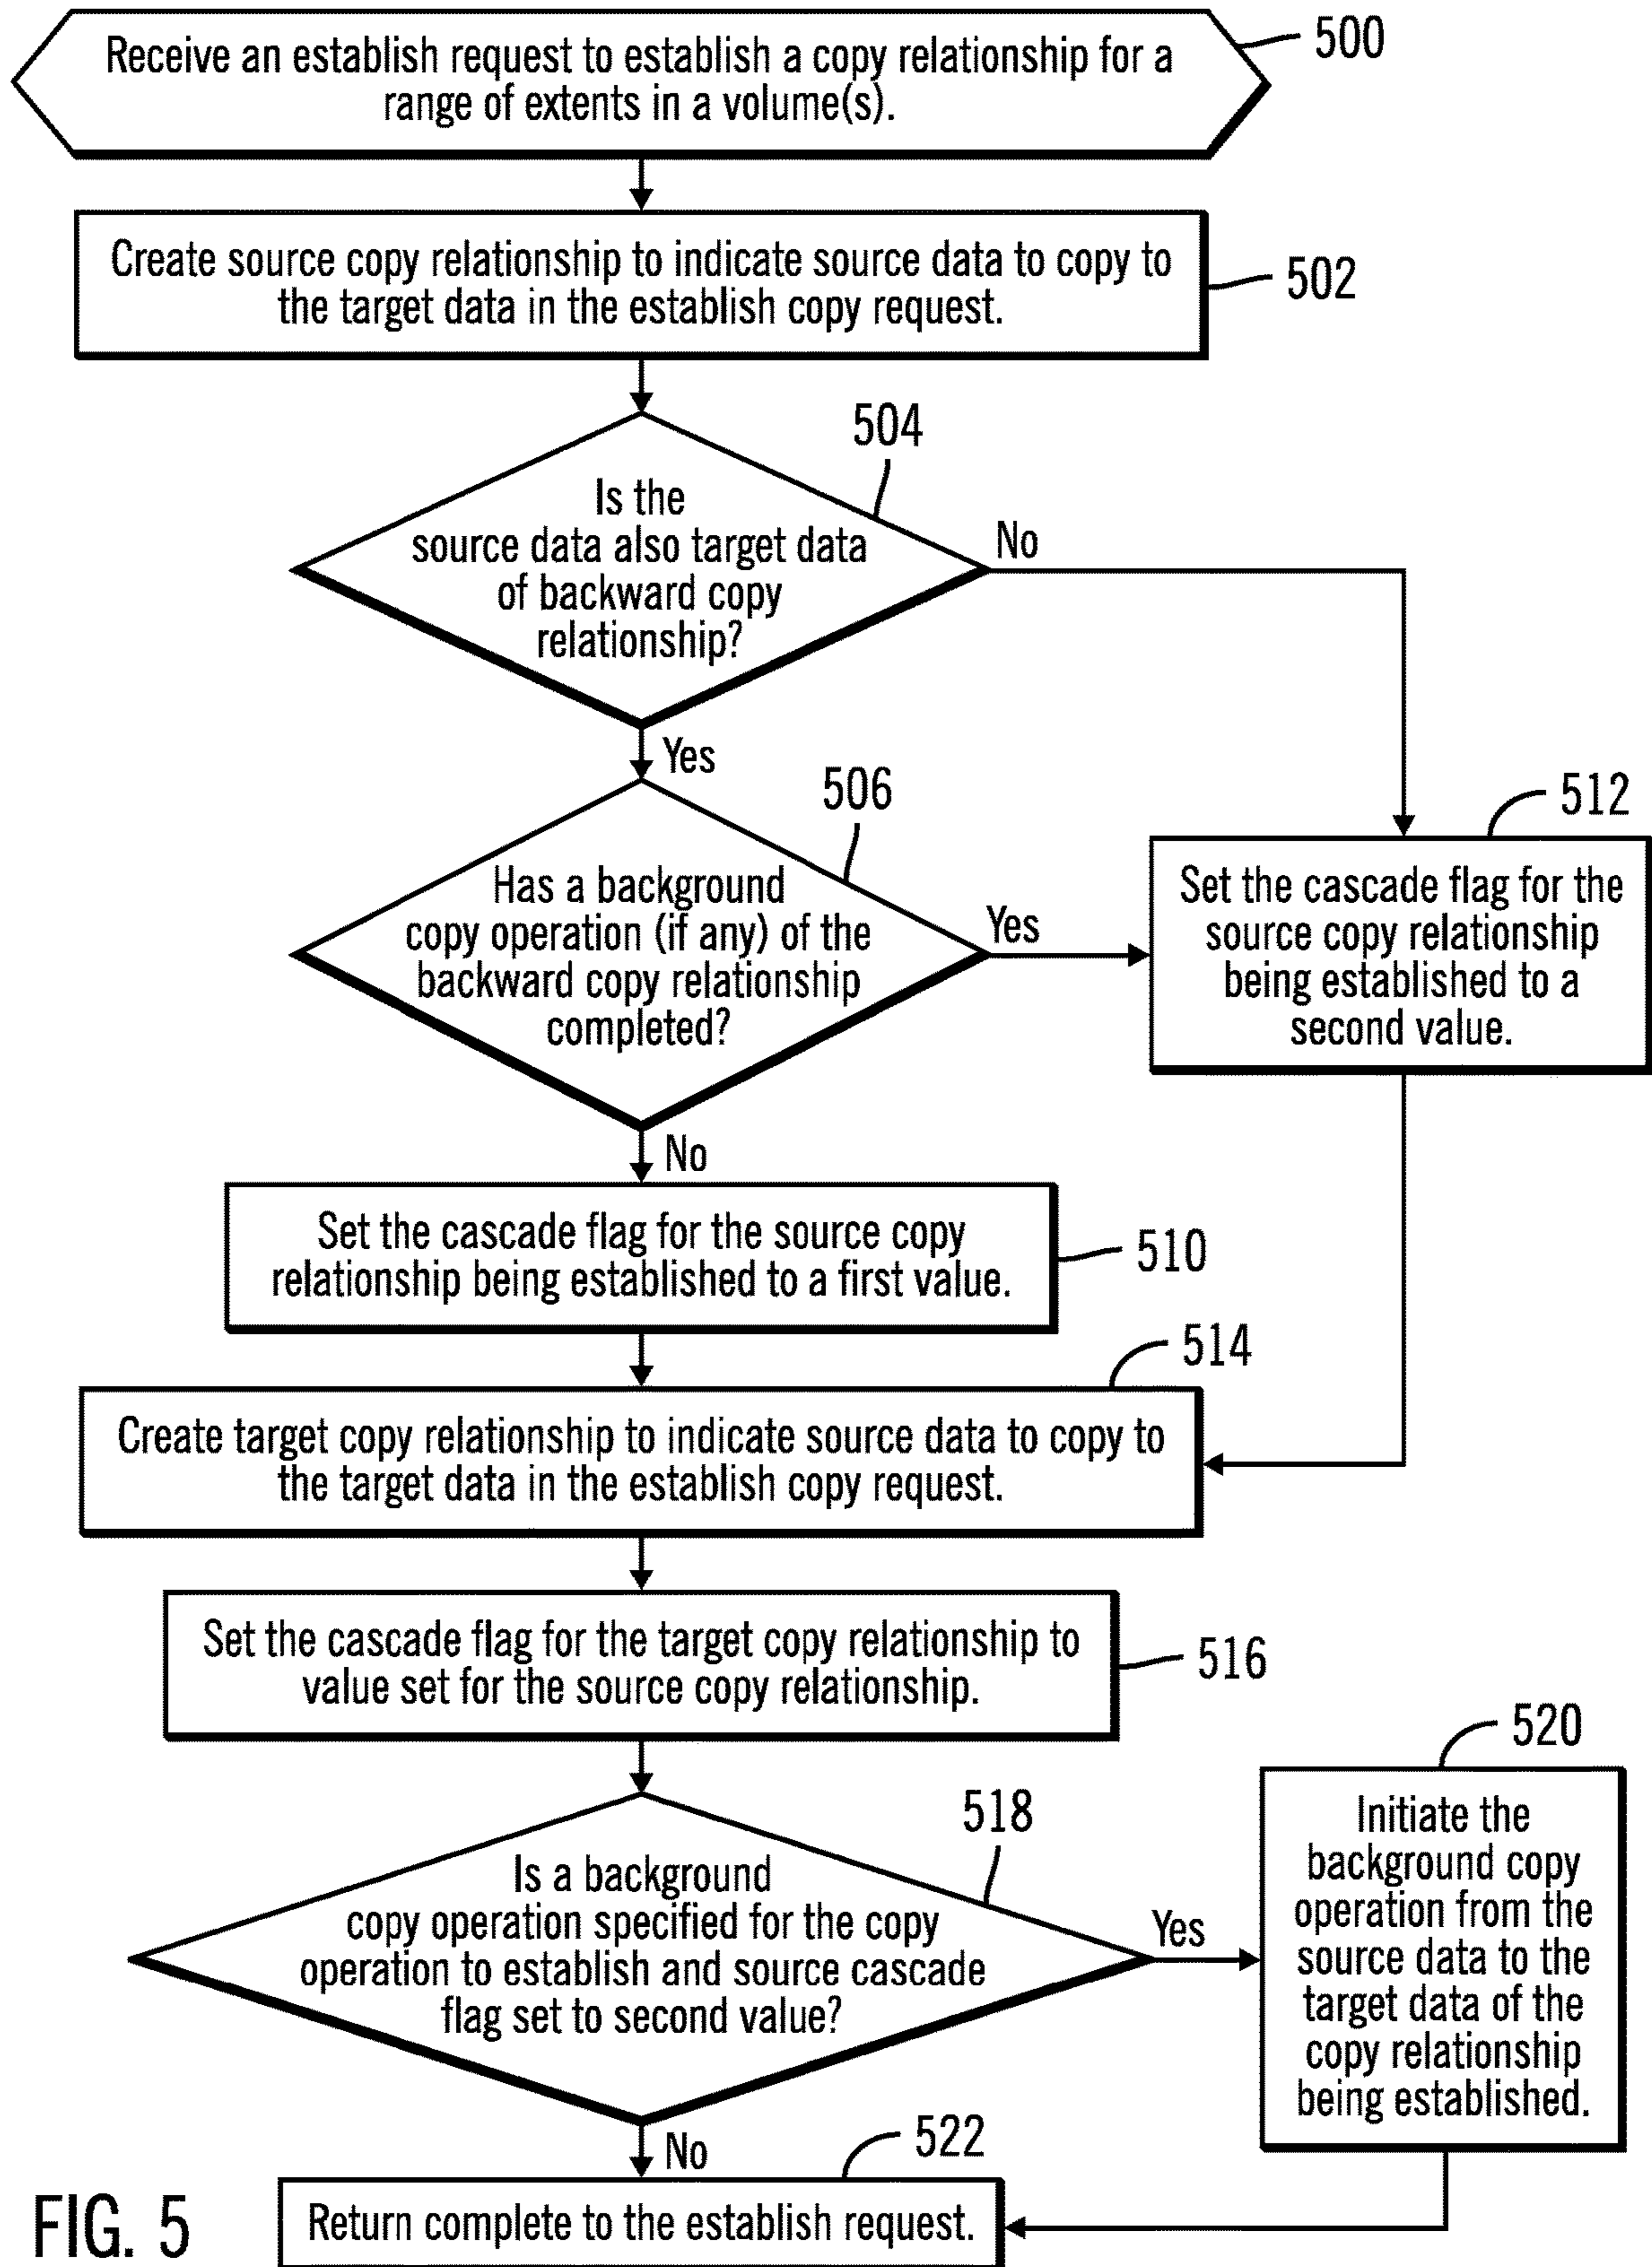 Receive an establish request to establish a copy relationship for a
range of extents in a volume(s).
500
Create source copy relationship to indicate source data to copy to
the target data in the establish copy request.
502
504
Is the
source data also target data
of backward copy
relationship?
No
Yes
506
Has a background
copy operation (if any) of the
backward copy relationship
completed?
Yes
512
Set the cascade flag for the
source copy relationship
being established to a
second value.
No
Set the cascade flag for the source copy
relationship being established to a first value.
510
514
Create target copy relationship to indicate source data to copy to
the target data in the establish copy request.
Set the cascade flag for the target copy relationship to
value set for the source copy relationship.
516
518
Is a background
copy operation specified for the copy
operation to establish and source cascade
flag set to second value?
Yes
520
Initiate the
background copy
operation from the
source data to the
target data of the
copy relationship
being established.
No
522
Return complete to the establish request.
FIG. 5